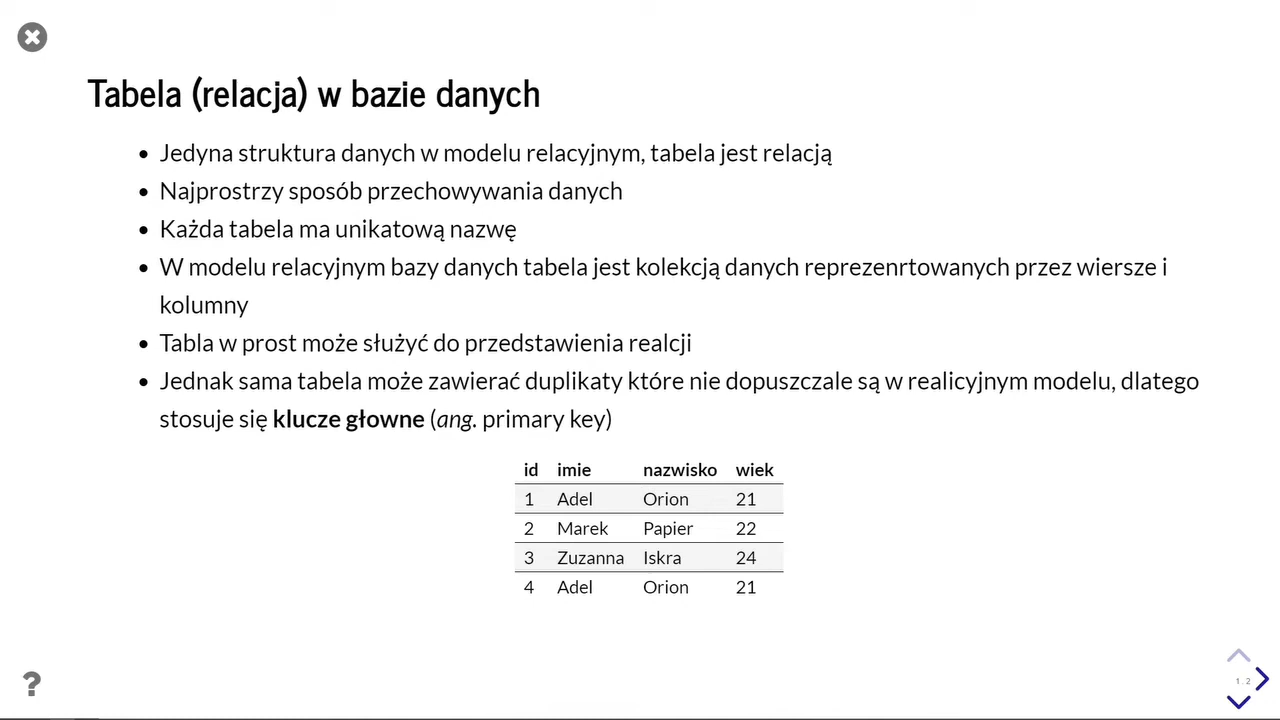 Tabela (relacja) w bazie danych
Jedyna struktura danych w modelu relacyjnym, tabela jest relacją
Najprostrzy sposób przechowywania danych
Każda tabela ma unikatową nazwę
W modelu relacyjnym bazy danych tabela jest kolekcją danych reprezenrtowanych przez wiersze i
kolumny
Tabla w prost może służyć do przedstawienia realcji
Jednak sama tabela może zawierać duplikaty które nie dopuszczale są w realicyjnym modelu, dlatego
stosuje się klucze głowne (ang. primary key)
id imie nazwisko wiek
1 Adel Orion 21
2 Marek Papier 22
3 Zuzanna Iskra 24
4 Adel Orion 21
?
1.2